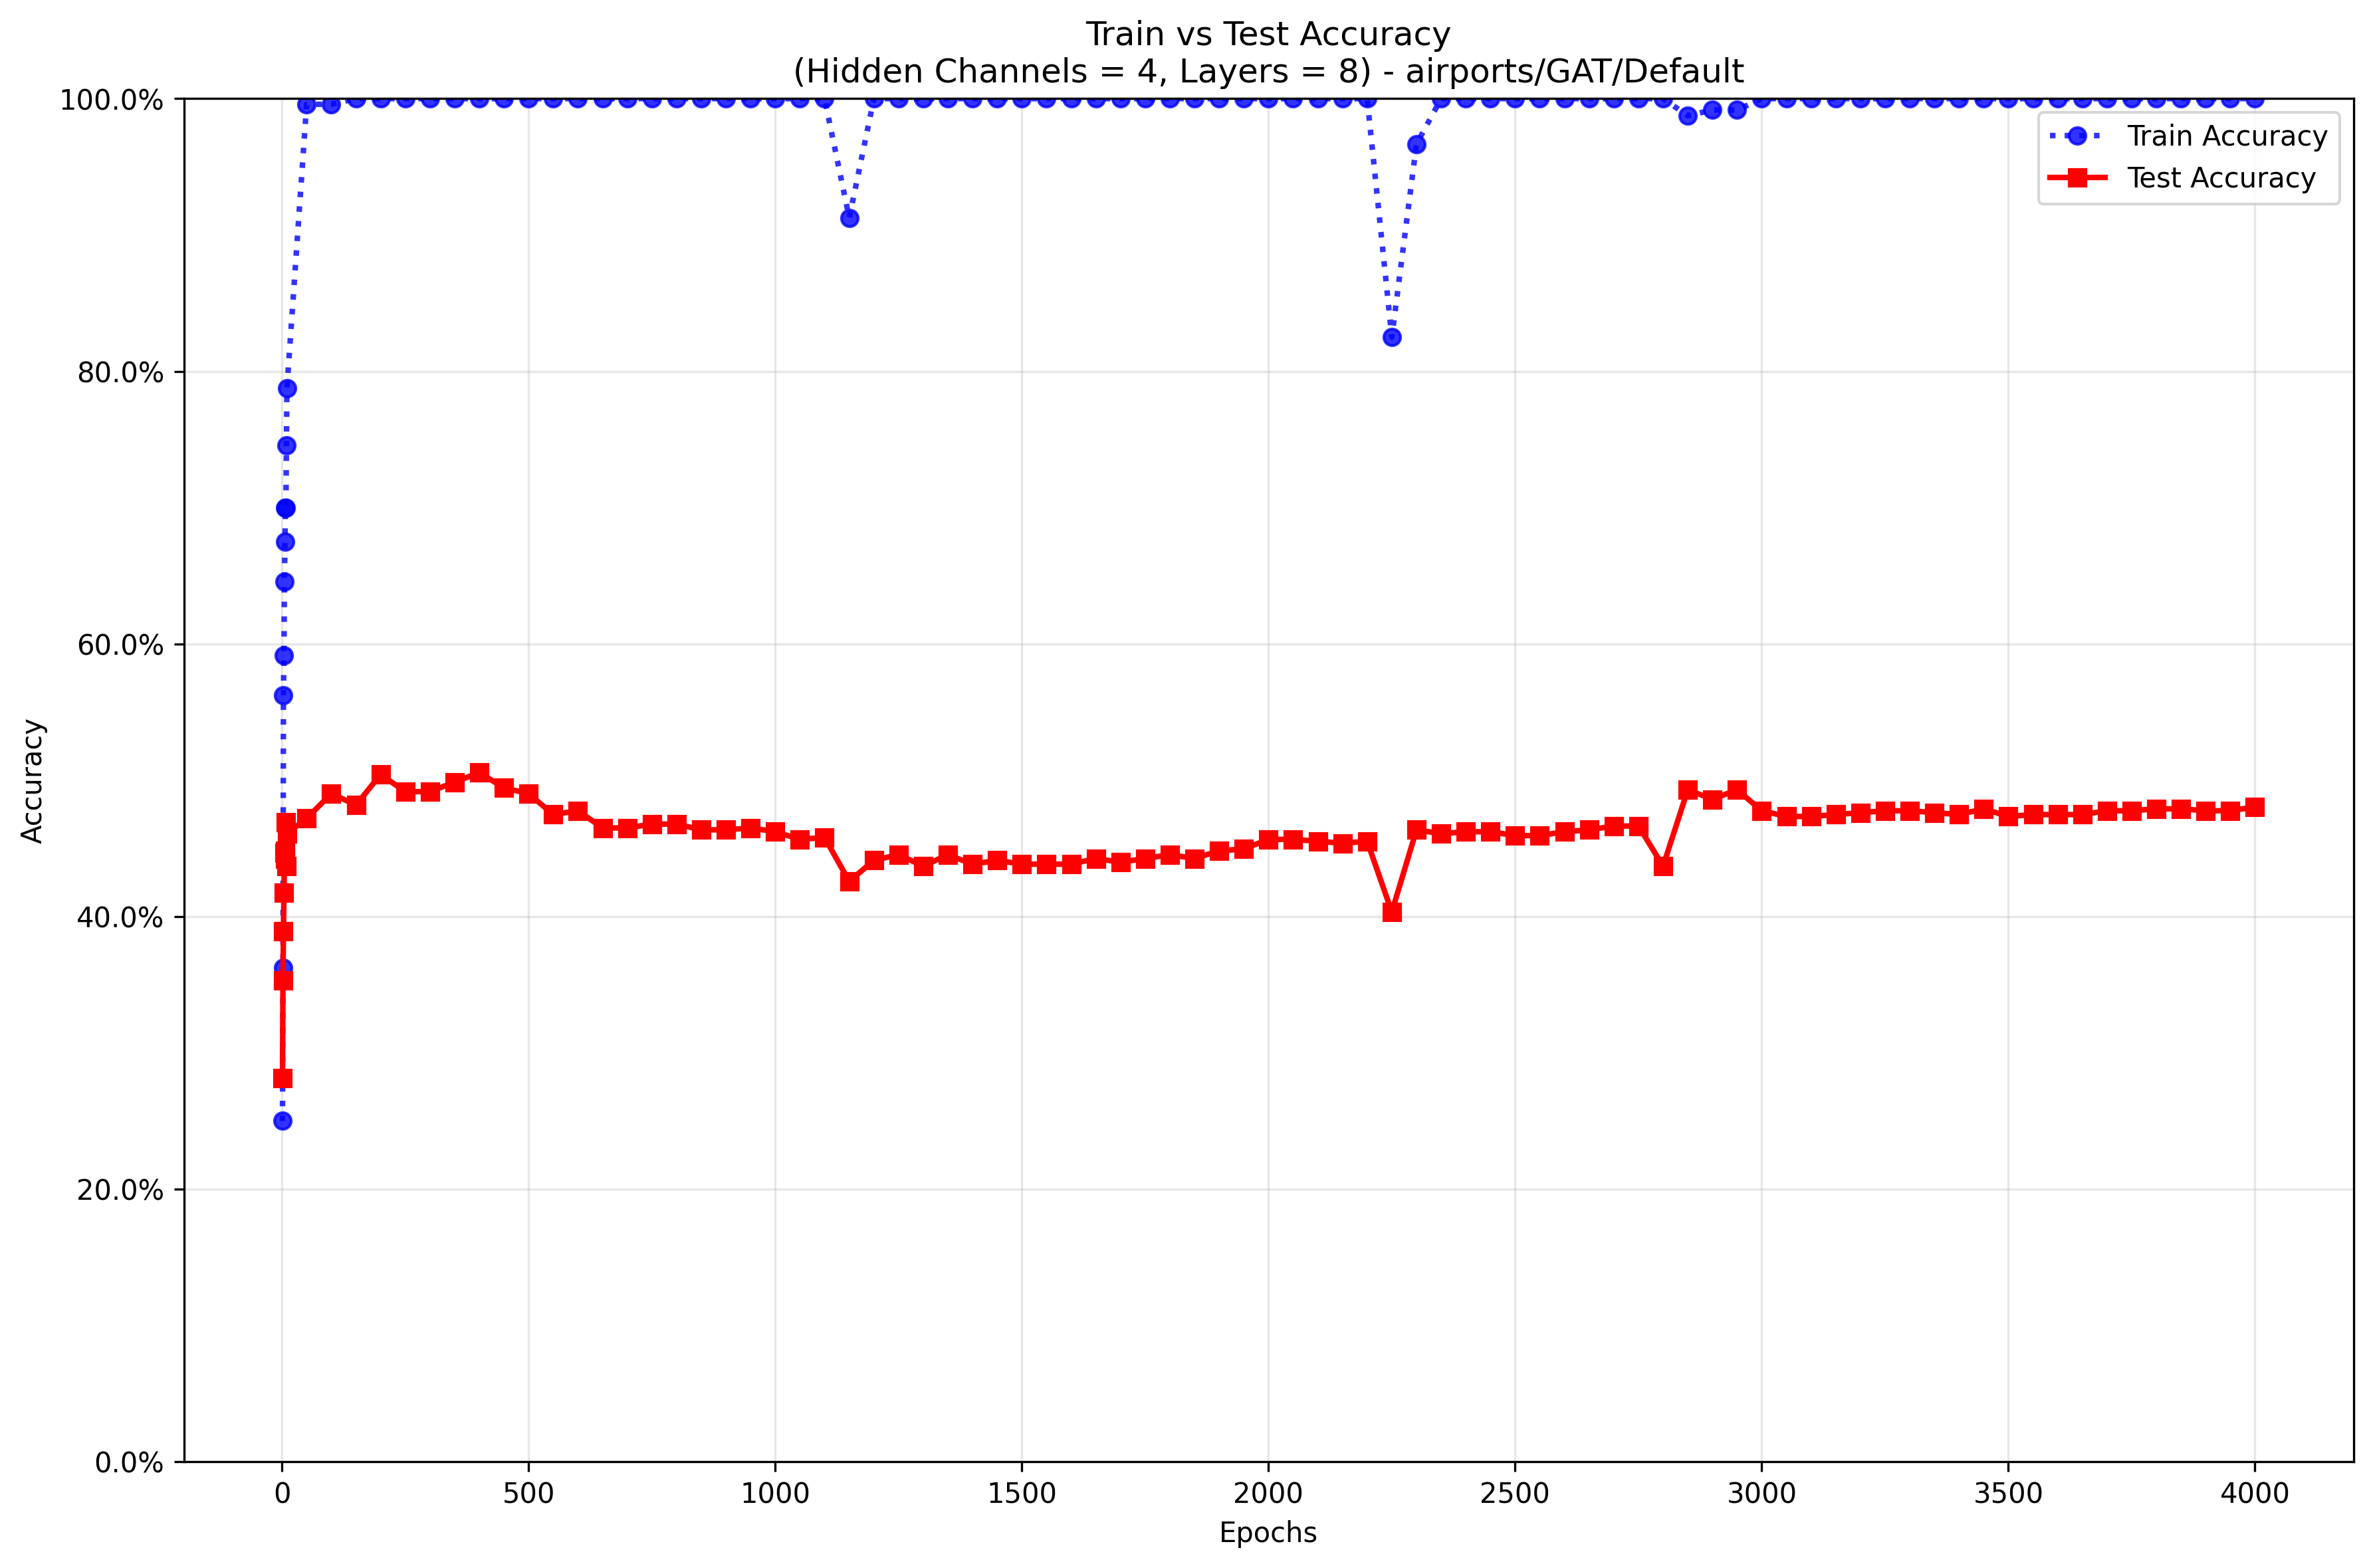 Train vs Test Accuracy
(Hidden Channels = 4, Layers = 8) - airports/GAT/Default
100.0%
80.0%
60.0%
40.0%
20.0%
0.0%
Accuracy
Train Accuracy
Test Accuracy
0 500 1000 1500 2000 2500 3000 3500 4000
Epochs